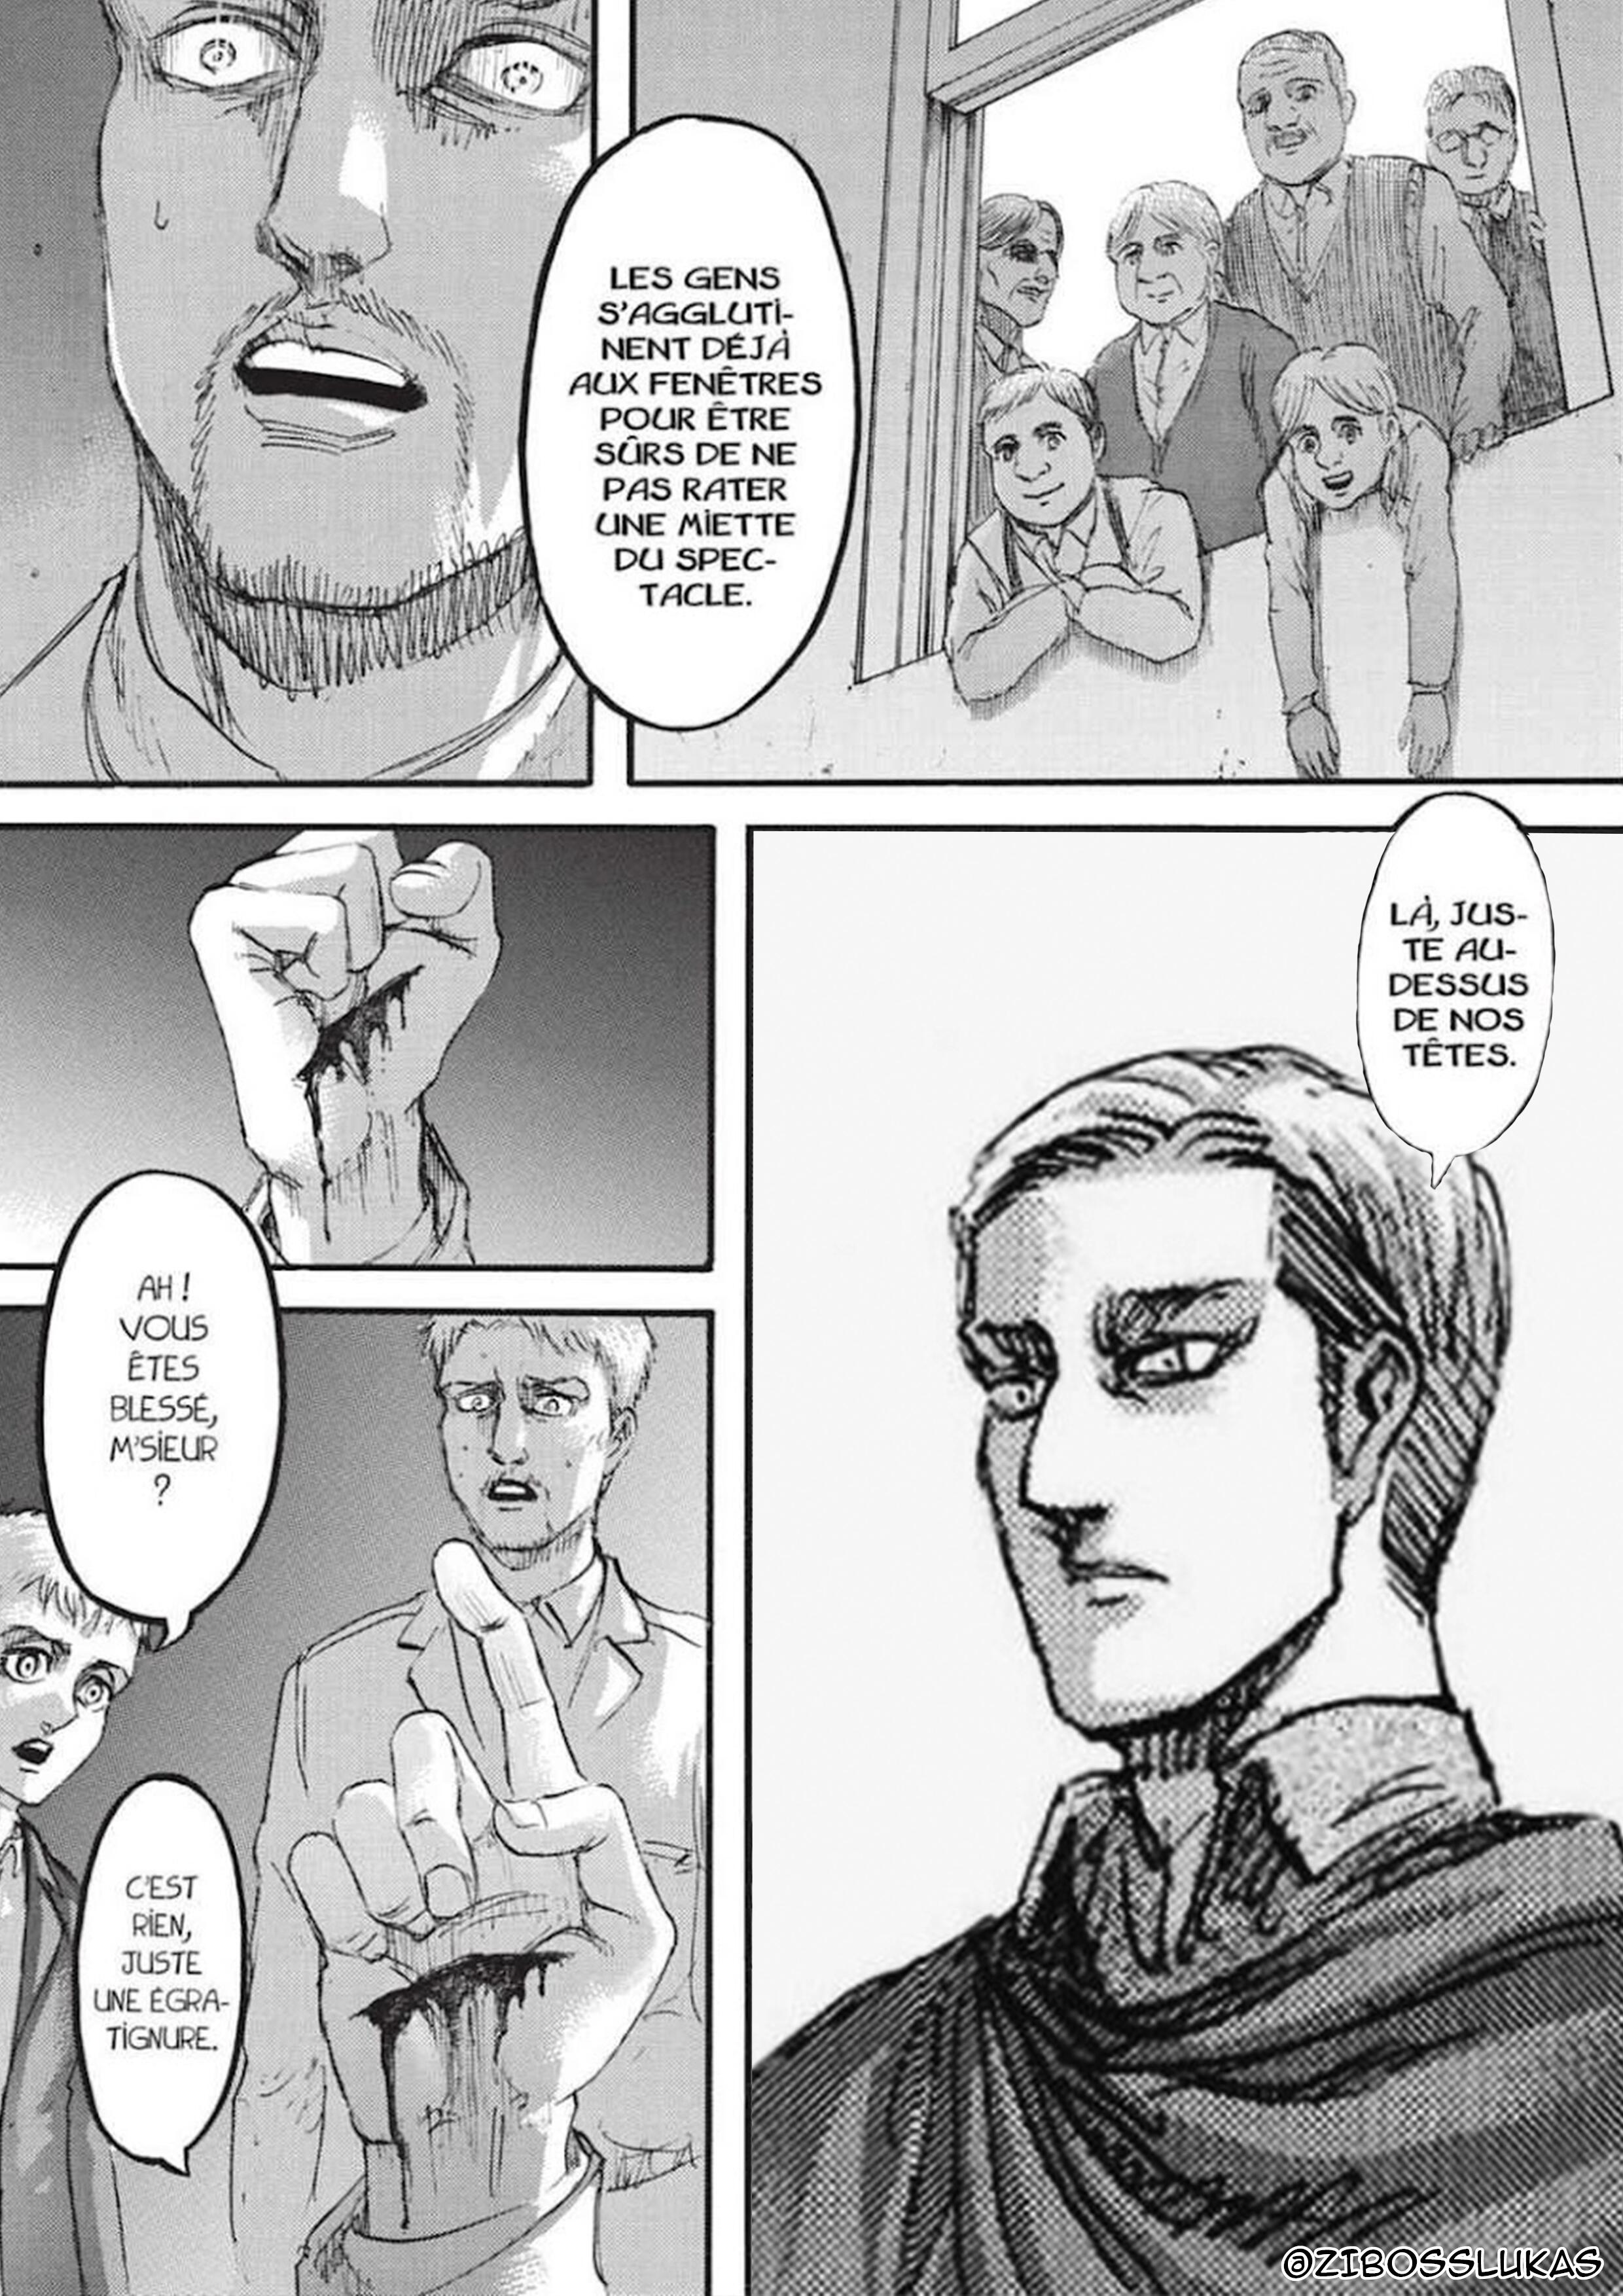 LES GENS
S'AGGLUTI-
NENT DÉJÀ
AUX FENÊTRES
POUR ÊTRE
SÛRS DE NE
PAS RATER
UNE MIETTE
DU SPEC-
TACLE.
LÀ, JUS-
TE AU-
DESSUS
DE NOS
TÊTES.
AH !
VOUS
ÊTES
BLESSÉ,
M'SIEUR
?
C'EST
RIEN,
JUSTE
UNE ÉGRA-
TIGNURE.
@ZIBOSSLUKAS